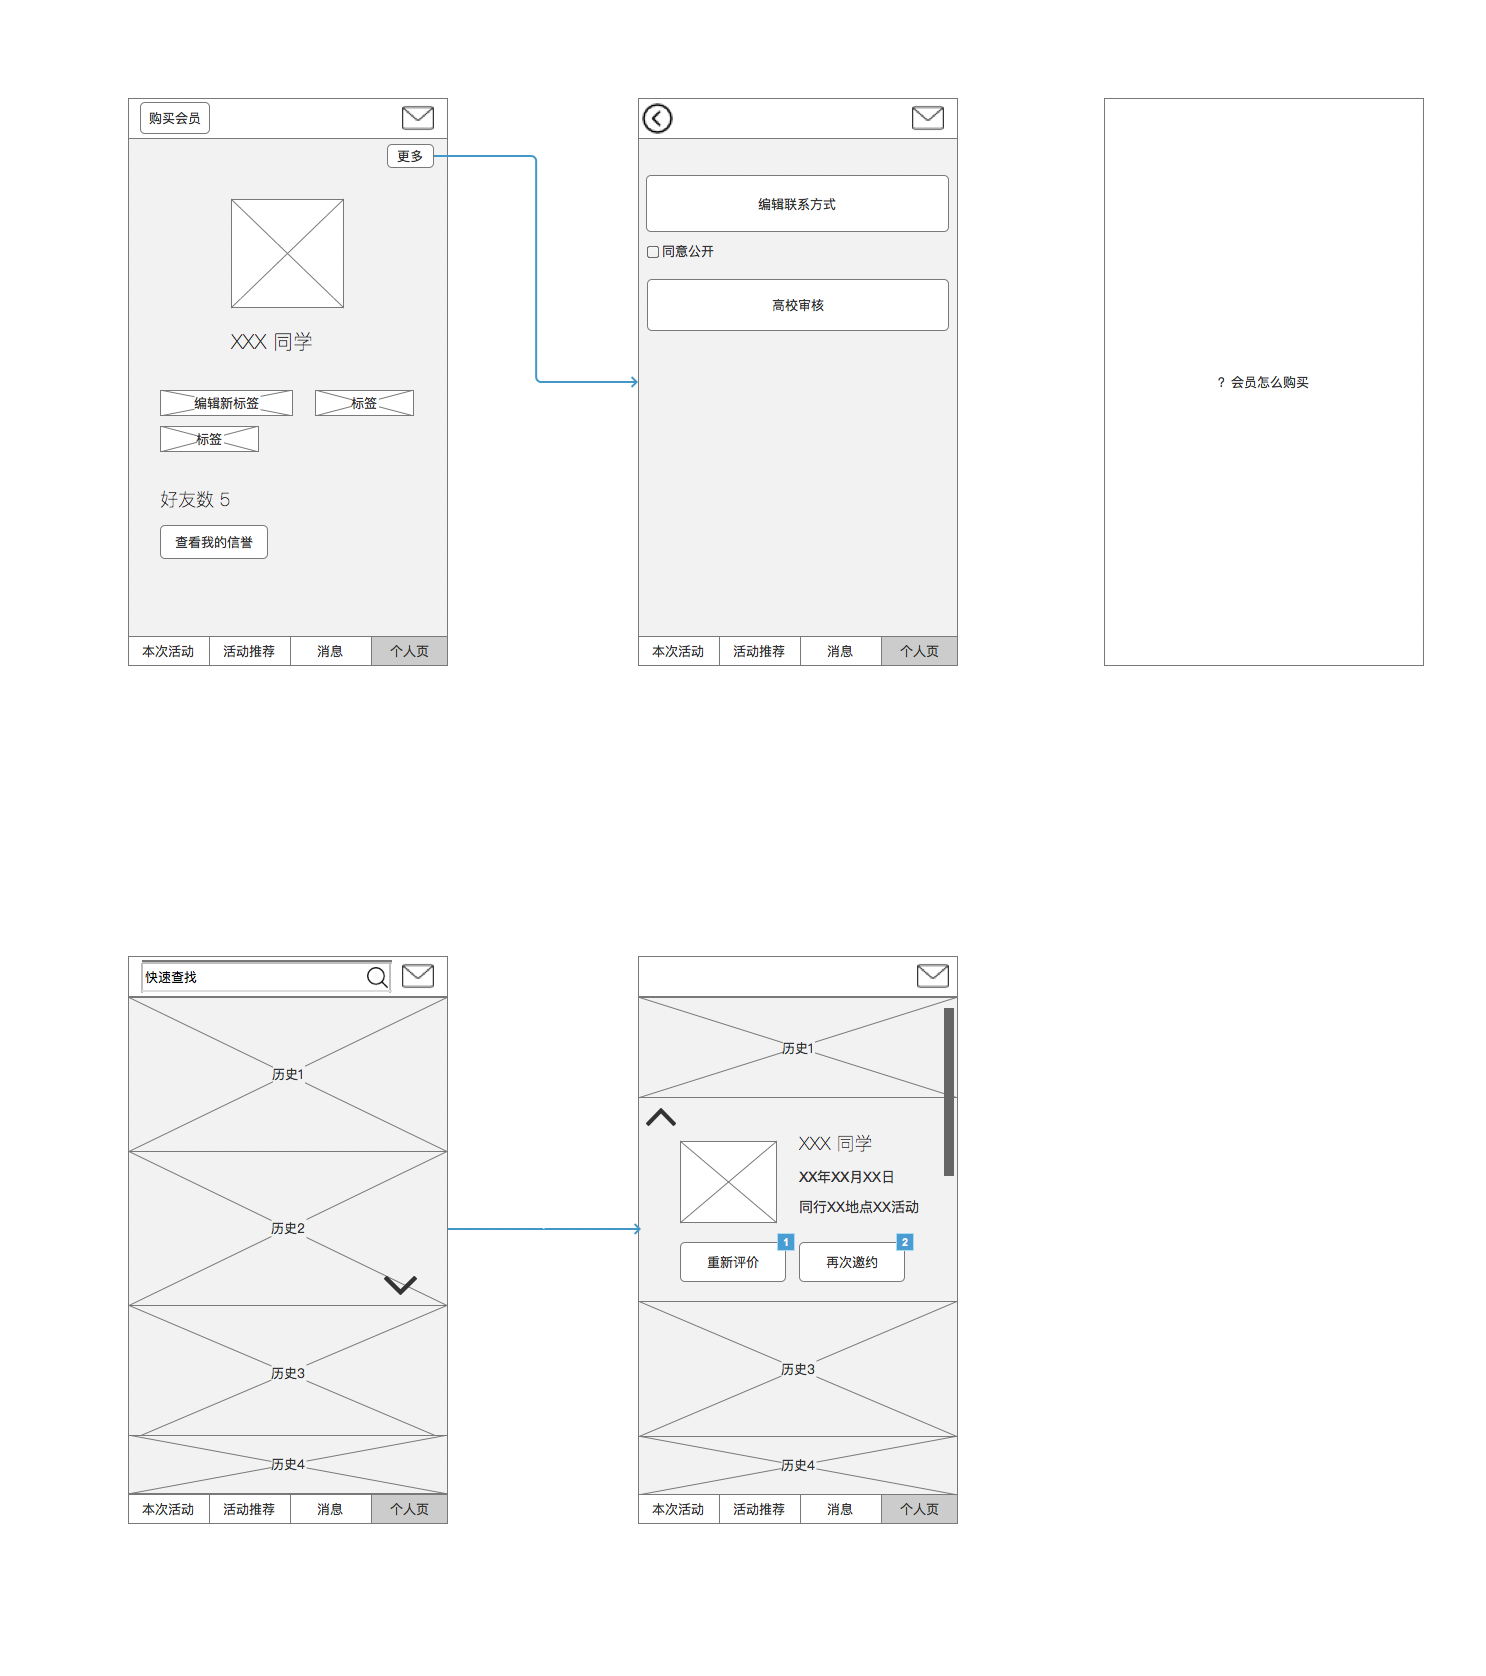 购买会员
更多
XXX 同学
编辑新标签
标签
标签
好友数 5
查看我的信誉
本次活动
活动推荐
消息
个人页
编辑联系方式
同意公开
高校审核
本次活动
活动推荐
消息
个人页
？会员怎么购买
快速查找
历史1
历史2
历史3
历史4
本次活动
活动推荐
消息
个人页
历史1
XXX 同学
XX年XX月XX日
同行XX地点XX活动
1
重新评价
2
再次邀约
历史3
历史4
本次活动
活动推荐
消息
个人页